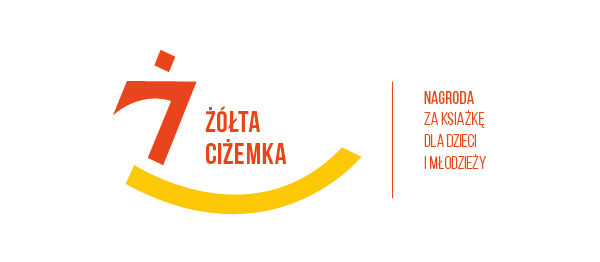 ŻÓŁTA
CIŻEMKA
NAGRODA
ZA KSIĄŻKĘ
DLA DZIECI
I MŁODZIEŻY